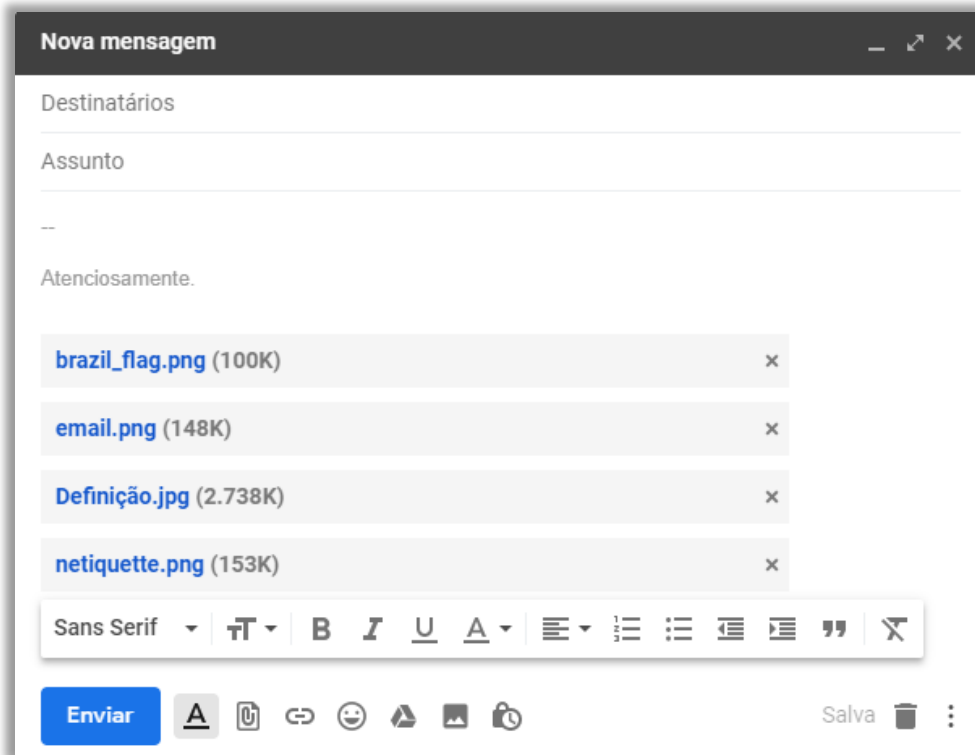 Nova mensagem
Destinatários
Assunto
--
Atenciosamente.
brazil_flag.png (100K)
email.png (148K)
Definição.jpg (2.738K)
netiquette.png (153K)
Sans Serif
Enviar
Salva